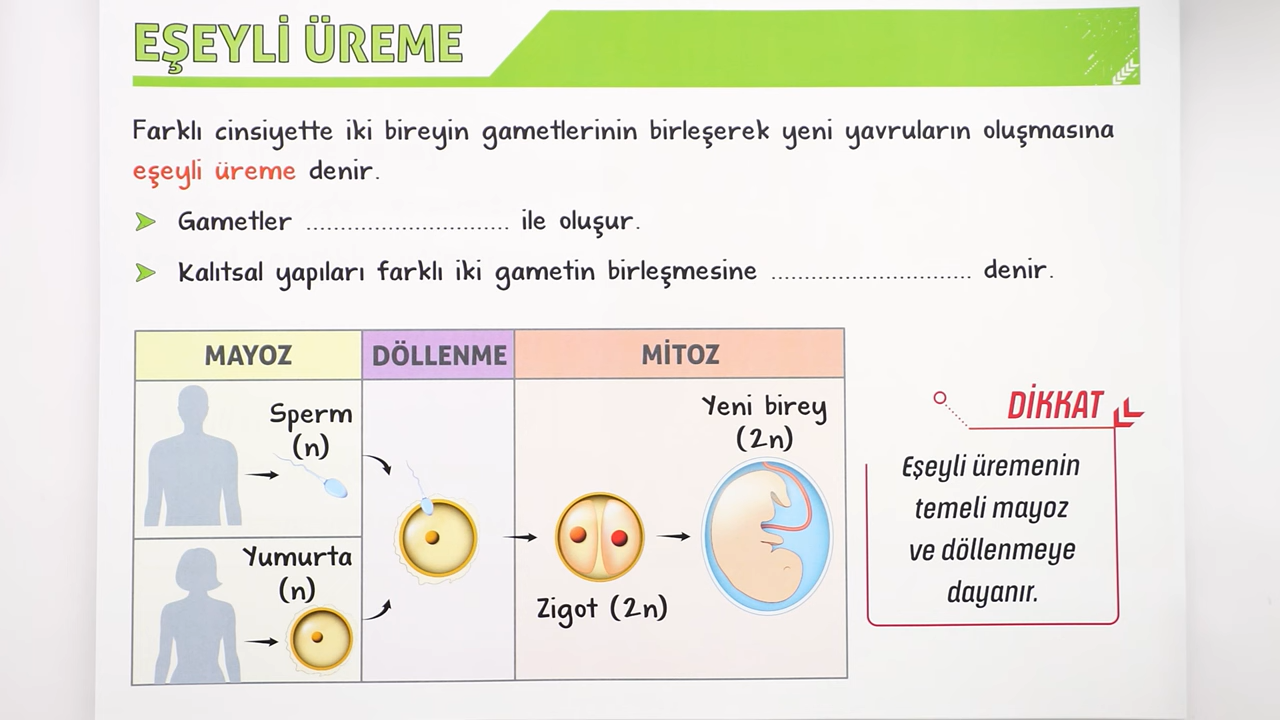 EŞEYLİ ÜREME
Farklı cinsiyette iki bireyin gametlerinin birleşerek yeni yavruların oluşmasına
eşeyli üreme denir.
Gametler .............................. ile oluşur.
Kalıtsal yapıları farklı iki gametin birleşmesine .............................. denir.
MAYOZ DÖLLENME MİTOZ
Sperm
(n)
Yumurta
(n)
Zigot (2n)
Yeni birey
(2n)
DİKKAT
Eşeyli üremenin
temeli mayoz
ve döllenmeye
dayanır.